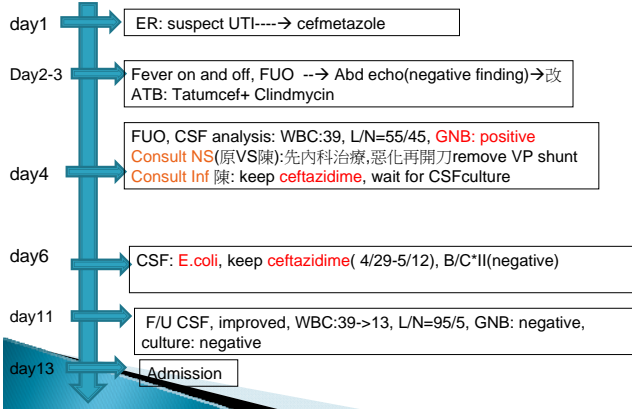 day1
ER: suspect UTI----→ cefmetazole
Day2-3
Fever on and off, FUO --→ Abd echo(negative finding)→改
ATB: Tatumcef+ Clindmycin
day4
FUO, CSF analysis: WBC:39, L/N=55/45, GNB: positive
Consult NS(原VS陳):先內科治療,惡化再開刀remove VP shunt
Consult Inf 陳: keep ceftazidime, wait for CSFculture
day6
CSF: E.coli, keep ceftazidime( 4/29-5/12), B/C*II(negative)
day11
F/U CSF, improved, WBC:39->13, L/N=95/5, GNB: negative,
culture: negative
day13
Admission